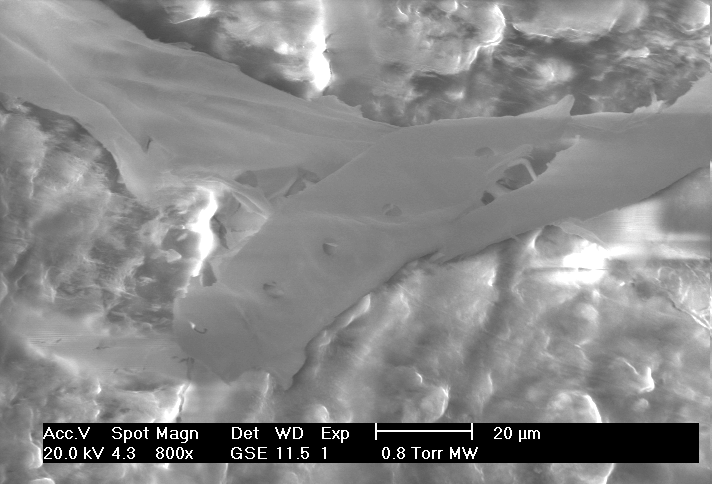 Acc.V Spot Magn Det WD Exp 20 µm
20.0 kV 4.3 800x GSE 11.5 1 0.8 Torr MW